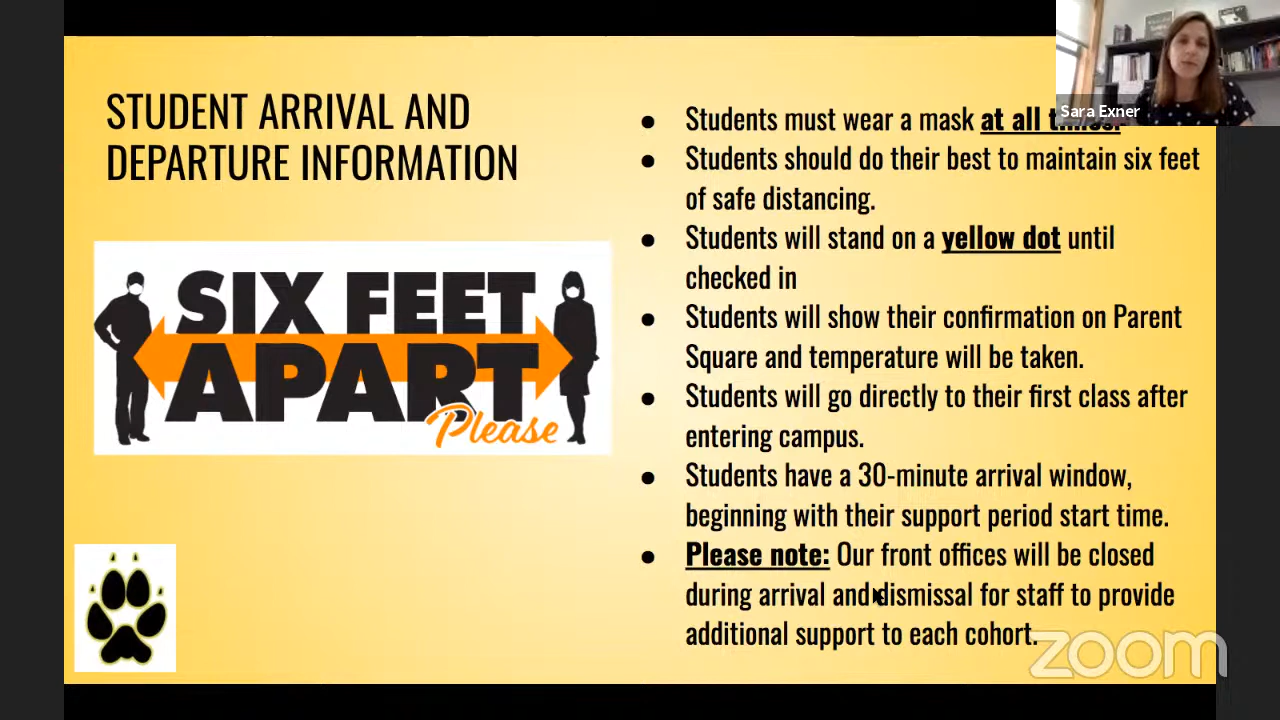 STUDENT ARRIVAL AND
DEPARTURE INFORMATION
SIX FEET
APART
Please
Sara Exner
● Students must wear a mask at all times.
● Students should do their best to maintain six feet
of safe distancing.
● Students will stand on a yellow dot until
checked in
● Students will show their confirmation on Parent
Square and temperature will be taken.
● Students will go directly to their first class after
entering campus.
● Students have a 30-minute arrival window,
beginning with their support period start time.
● Please note: Our front offices will be closed
during arrival and dismissal for staff to provide
additional support to each cohort.
zoom